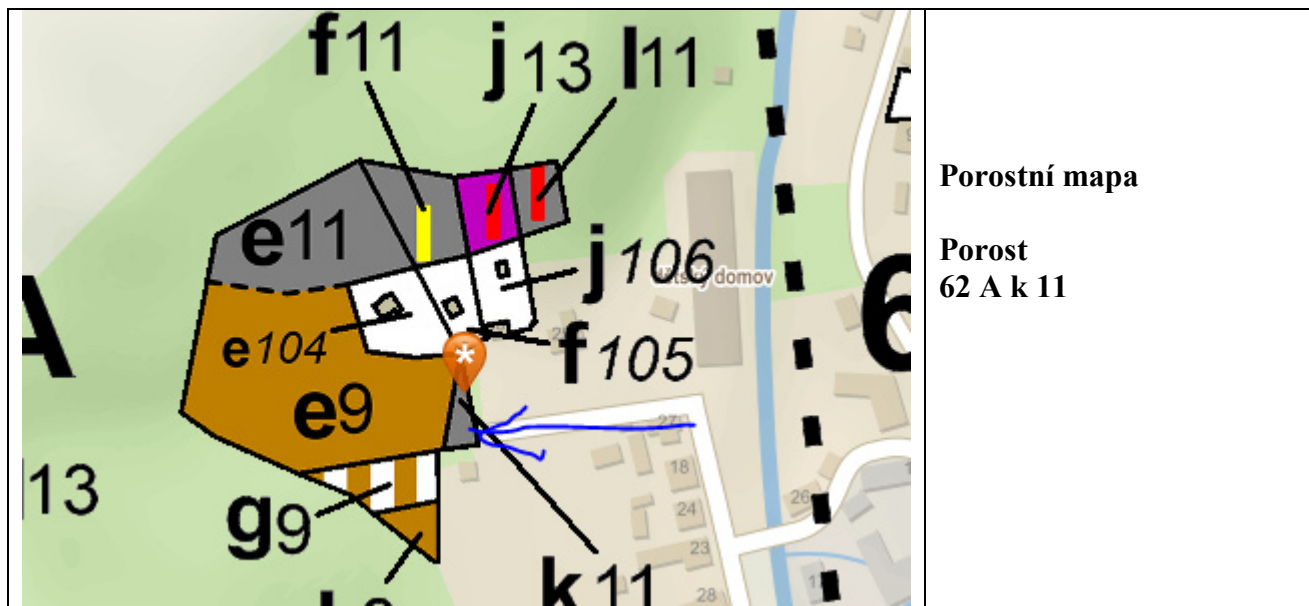 f11
j13
l11
e11
j106
dětský domov
e104
f105
e9
27
13
18
g9
24
26
23
k11
28
Porostní mapa
Porost
62 A k 11